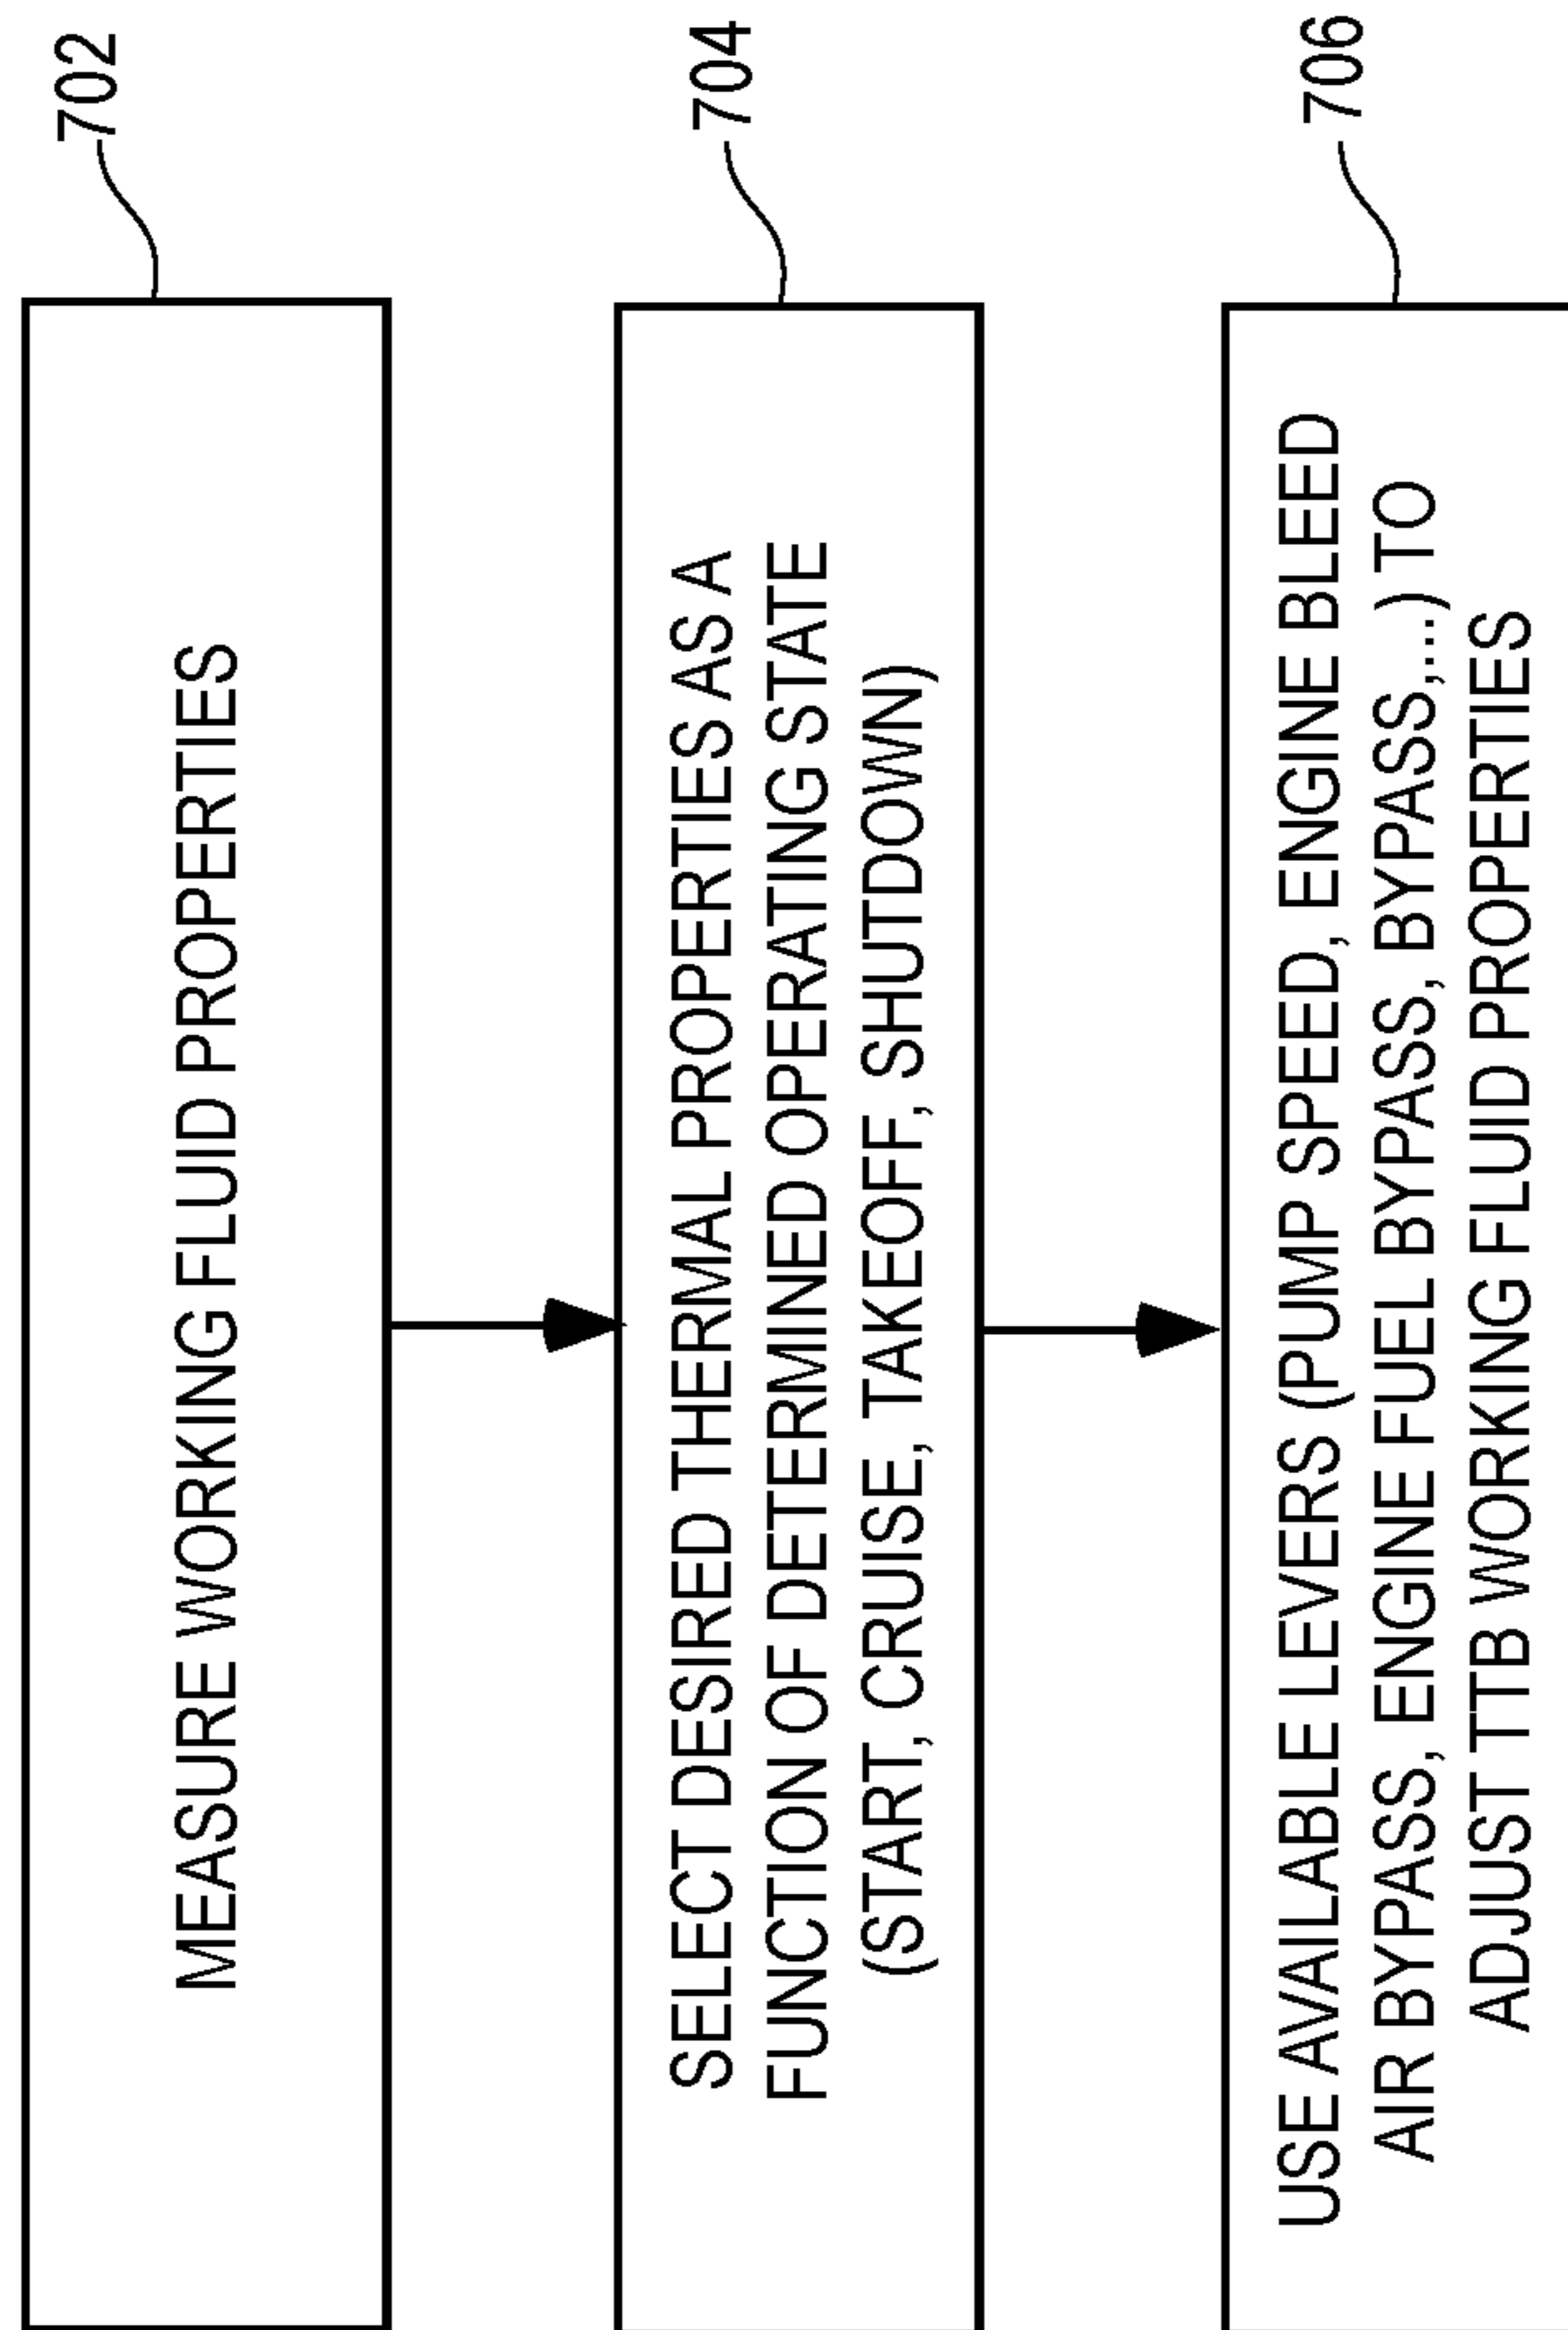 702
MEASURE WORKING FLUID PROPERTIES
704
SELECT DESIRED THERMAL PROPERTIES AS A
FUNCTION OF DETERMINED OPERATING STATE
(START, CRUISE, TAKEOFF, SHUTDOWN)
706
USE AVAILABLE LEVERS (PUMP SPEED, ENGINE BLEED
AIR BYPASS, ENGINE FUEL BYPASS, BYPASS,...) TO
ADJUST TTB WORKING FLUID PROPERTIES